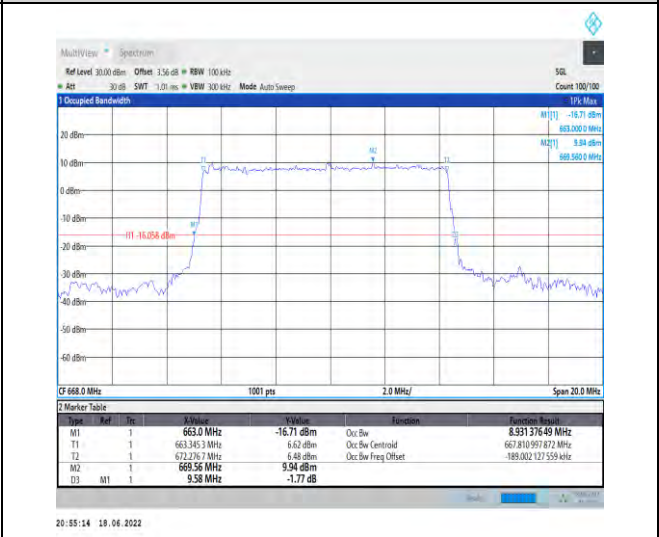 MultiView Spectrum
Ref Level 30.00 dBm Offset 3.56 dB RBW 100 kHz SGL
Att 30 dB SWT 1.01 ms VBW 300 kHz Mode Auto Sweep Count 100/100
1 Occupied Bandwidth 1Pk Max
M1[1] -16.71 dBm
663.000 0 MHz
M2[1] 9.94 dBm
669.560 0 MHz
20 dBm
M2
10 dBm
T1
0 dBm
-10 dBm
M1
H1 -16.058 dBm
-20 dBm
-30 dBm
-40 dBm
-50 dBm
-60 dBm
CF 668.0 MHz 1001 pts 2.0 MHz/ Span 20.0 MHz
2 Marker Table
Type Ref Trc X-Value Y-Value Function Function Result
M1 1 663.0 MHz -16.71 dBm Occ Bw 8.931 376 49 MHz
T1 1 663.345 3 MHz 6.62 dBm Occ Bw Centroid 667.810 997 872 MHz
T2 1 672.276 7 MHz 6.48 dBm Occ Bw Freq Offset -189.002 127 559 kHz
M2 1 669.56 MHz 9.94 dBm
D3 M1 1 9.58 MHz -1.77 dB
20:55:14 18.06.2022